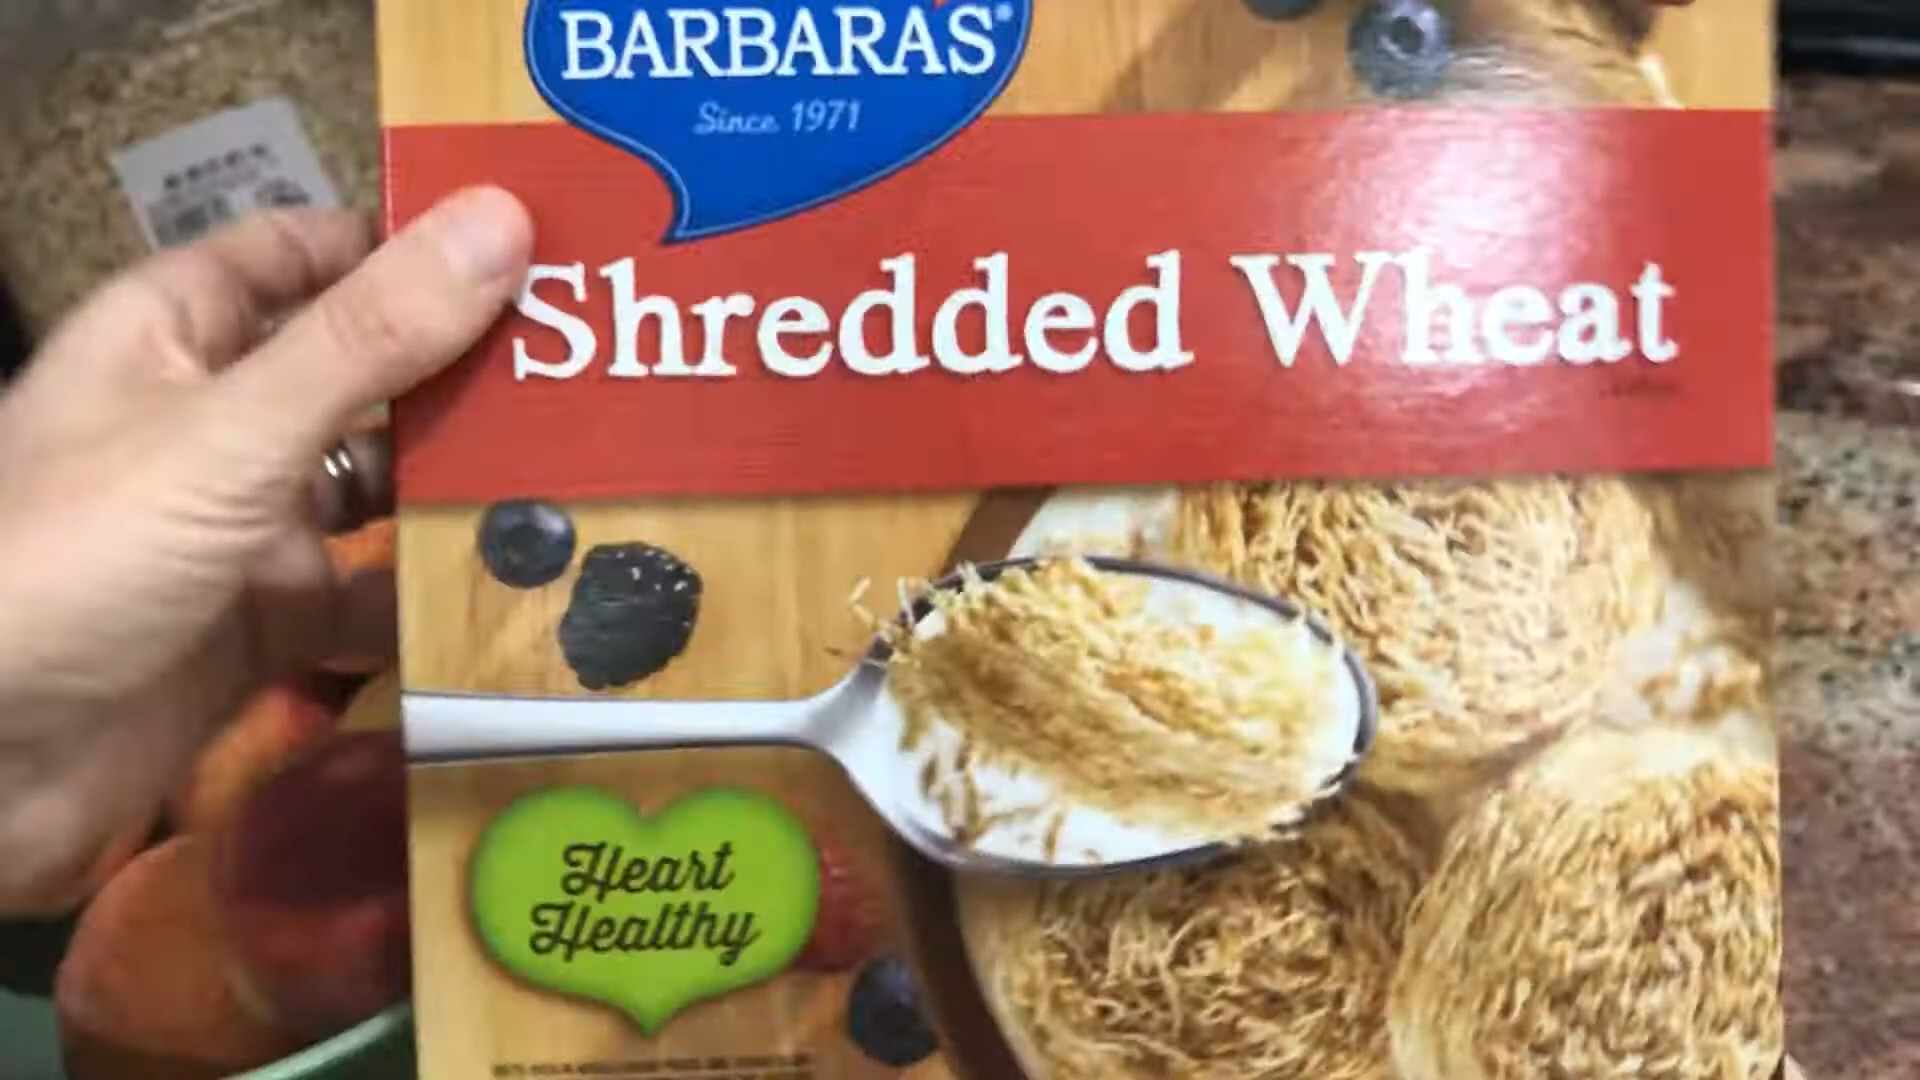 BARBARA'S®
Since 1971
Shredded Wheat
Heart
Healthy